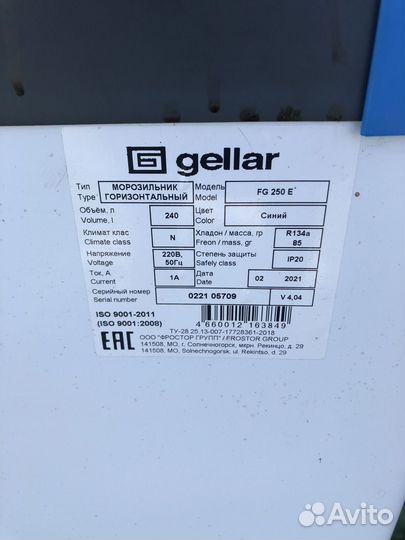 gellar
Тип МОРОЗИЛЬНИК Модель FG 250 E
Type ГОРИЗОНТАЛЬНЫЙ Model
Объём, л 240 Цвет Синий
Volume, l Color
Климат класс N Хладон / масса, гр R134a
Climate class Freon / mass, gr 85
Напряжение 220В, Степень защиты IP20
Voltage 50Гц Safely class
Ток, А 1А Дата 02 2021
Current Date
Серийный номер 0221 05709 V 4,04
Serial number
ISO 9001-2011
(ISO 9001:2008)
4 660012 163849
ТУ-28.25.13-007-17728361-2018
EAC ООО "ФРОСТОР ГРУПП" / FROSTOR GROUP
141508, МО, г. Солнечногорск, мкрн. Рекинцо, д. 29
141508, MO, Solnechnogorsk, ul. Rekintso, d. 29
Avito